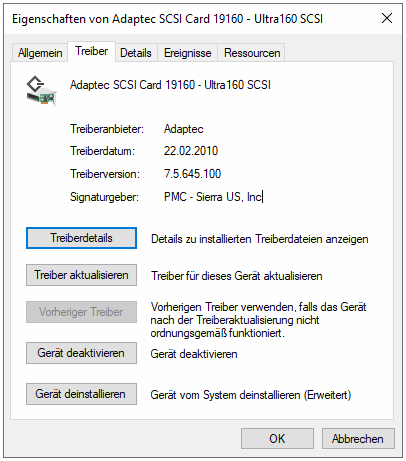 Eigenschaften von Adaptec SCSI Card 19160 - Ultra160 SCSI
Allgemein Treiber Details Ereignisse Ressourcen
Adaptec SCSI Card 19160 - Ultra160 SCSI
Treiberanbieter: Adaptec
Treiberdatum: 22.02.2010
Treiberversion: 7.5.645.100
Signaturgeber: PMC - Sierra US, Inc
Treiberdetails Details zu installierten Treiberdateien anzeigen
Treiber aktualisieren Treiber für dieses Gerät aktualisieren
Vorheriger Treiber Vorherigen Treiber verwenden, falls das Gerät
nach der Treiberaktualisierung nicht
ordnungsgemäß funktioniert.
Gerät deaktivieren Gerät deaktivieren
Gerät deinstallieren Gerät vom System deinstallieren (Erweitert)
OK Abbrechen